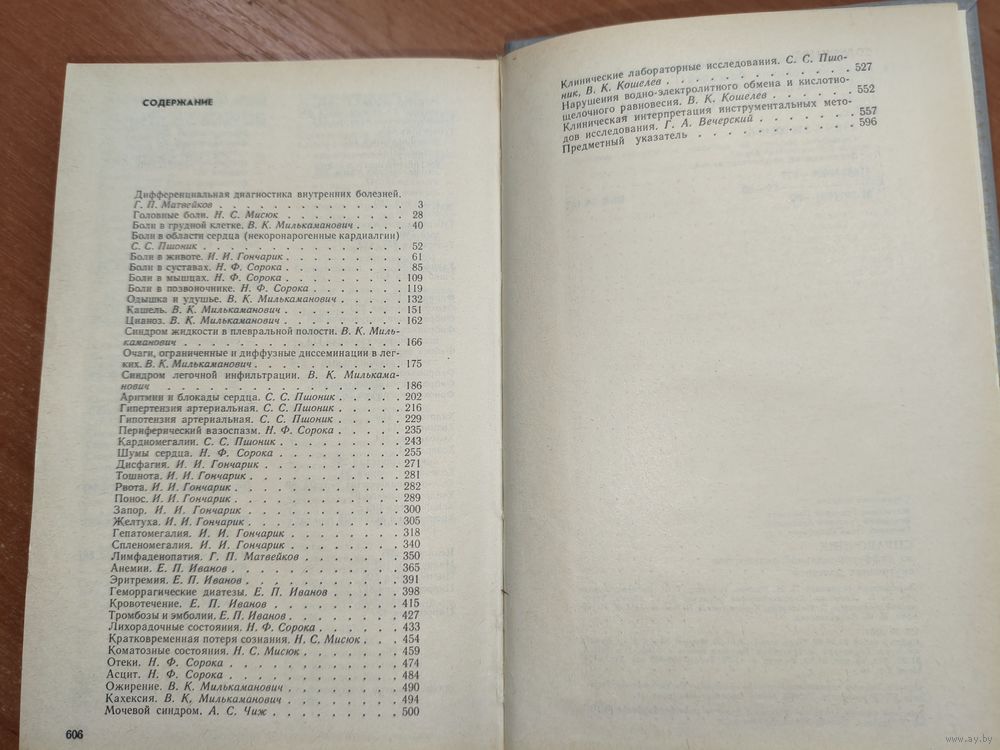 СОДЕРЖАНИЕ
Дифференциальная диагностика внутренних болезней.
Г. П. Матвейков . . . . . . . . . . . . . . . 3
Головные боли. Н. С. Мисюк . . . . . . . . . 28
Боли в грудной клетке. В. К. Милькаманович . . . . 40
Боли в области сердца (некоронарогенные кардиалгии)
С. С. Пшоник . . . . . . . . . . . . . . . . 52
Боли в животе. И. И. Гончарик . . . . . . . . . 61
Боли в суставах. Н. Ф. Сорока . . . . . . . . . 85
Боли в мышцах. Н. Ф. Сорока . . . . . . . . . 109
Боли в позвоночнике. Н. Ф. Сорока . . . . . . . 119
Одышка и удушье. В. К. Милькаманович . . . . . 132
Кашель. В. К. Милькаманович . . . . . . . . . 151
Цианоз. В. К. Милькаманович . . . . . . . . . 162
Синдром жидкости в плевральной полости. В. К. Миль-
каманович . . . . . . . . . . . . . . . . . 166
Очаги, ограниченные и диффузные диссеминации в лег-
ких. В. К. Милькаманович . . . . . . . . . . . 175
Синдром легочной инфильтрации. В. К. Милькама-
нович . . . . . . . . . . . . . . . . . . 186
Аритмии и блокады сердца. С. С. Пшоник . . . . . 202
Гипертензия артериальная. С. С. Пшоник . . . . . 216
Гипотензия артериальная. С. С. Пшоник . . . . . 229
Периферический вазоспазм. Н. Ф. Сорока . . . . . 235
Кардиомегалии. С. С. Пшоник . . . . . . . . . 243
Шумы сердца. Н. Ф. Сорока . . . . . . . . . . 255
Дисфагия. И. И. Гончарик . . . . . . . . . . . 271
Тошнота. И. И. Гончарик . . . . . . . . . . . 281
Рвота. И. И. Гончарик . . . . . . . . . . . . 282
Понос. И. И. Гончарик . . . . . . . . . . . . 289
Запор. И. И. Гончарик . . . . . . . . . . . . 300
Желтуха. И. И. Гончарик . . . . . . . . . . . 305
Гепатомегалия. И. И. Гончарик . . . . . . . . . 318
Спленомегалия. И. И. Гончарик . . . . . . . . . 340
Лимфаденопатия. Г. П. Матвейков . . . . . . . . 350
Анемии. Е. П. Иванов . . . . . . . . . . . . . 365
Эритремия. Е. П. Иванов . . . . . . . . . . . 391
Геморрагические диатезы. Е. П. Иванов . . . . . . 398
Кровотечение. Е. П. Иванов . . . . . . . . . . 415
Тромбозы и эмболии. Е. П. Иванов . . . . . . . . 427
Лихорадочные состояния. Н. Ф. Сорока . . . . . . 433
Кратковременная потеря сознания. Н. С. Мисюк . . . 454
Коматозные состояния. Н. С. Мисюк . . . . . . . 459
Отеки. Н. Ф. Сорока . . . . . . . . . . . . . 474
Асцит. Н. Ф. Сорока . . . . . . . . . . . . . 484
Ожирение. В. К. Милькаманович . . . . . . . . 490
Кахексия. В. К. Милькаманович . . . . . . . . . 494
Мочевой синдром. А. С. Чиж . . . . . . . . . . 500
606
Клинические лабораторные исследования. С. С. Пшо-
ник, В. К. Кошелев . . . . . . . . . . . . . 527
Нарушения водно-электролитного обмена и кислотно-
щелочного равновесия. В. К. Кошелев . . . . . . 552
Клиническая интерпретация инструментальных мето-
дов исследования. Г. А. Вечерский . . . . . . . 557
Предметный указатель . . . . . . . . . . . . 596
www.ay.by